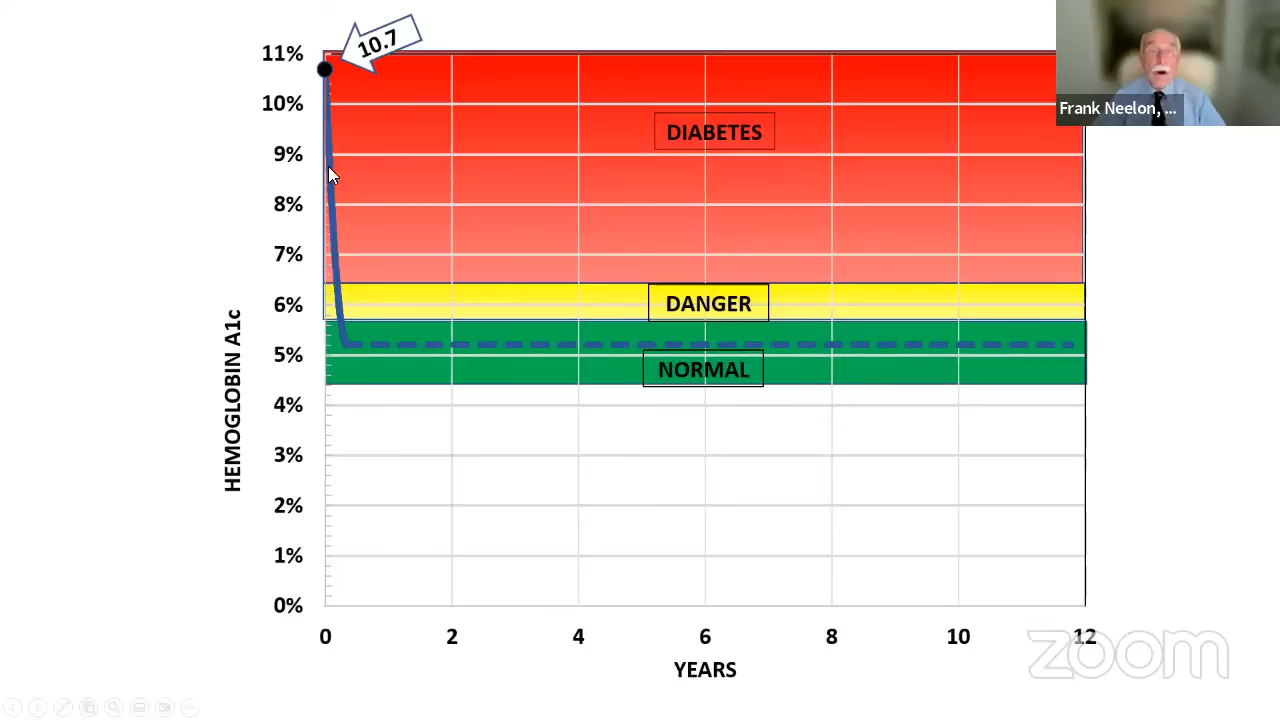 10.7
11%
10%
9%
8%
7%
6%
5%
4%
3%
2%
1%
0%
HEMOGLOBIN A1c
DIABETES
DANGER
NORMAL
0 2 4 6 8 10 12
YEARS
Frank Neelon, ...
zoom